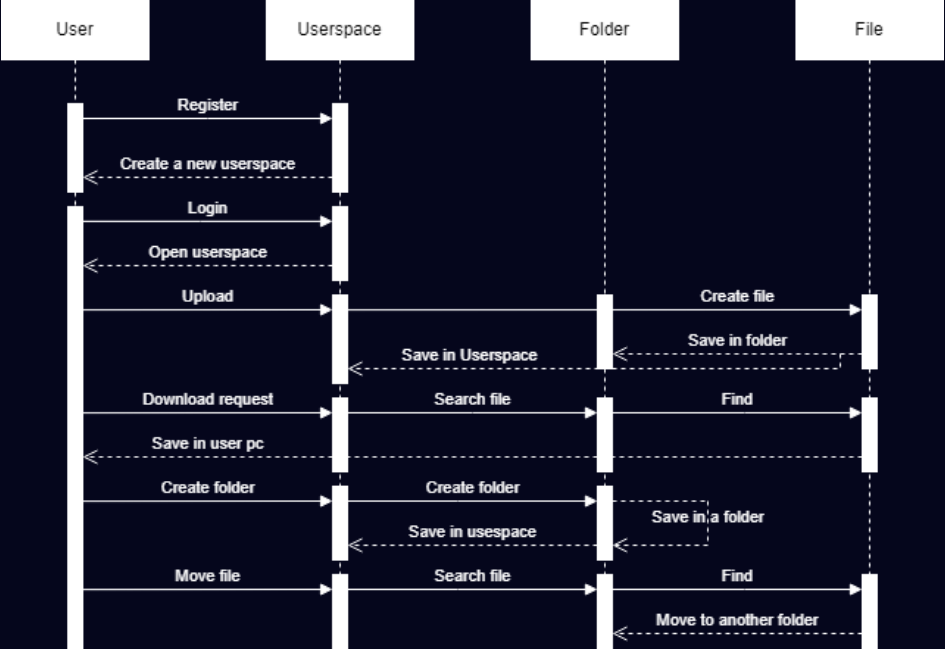 User
Userspace
Folder
File
Register
Create a new userspace
Login
Open userspace
Upload
Create file
Save in folder
Save in Userspace
Download request
Search file
Find
Save in user pc
Create folder
Create folder
Save in a folder
Save in usespace
Move file
Search file
Find
Move to another folder